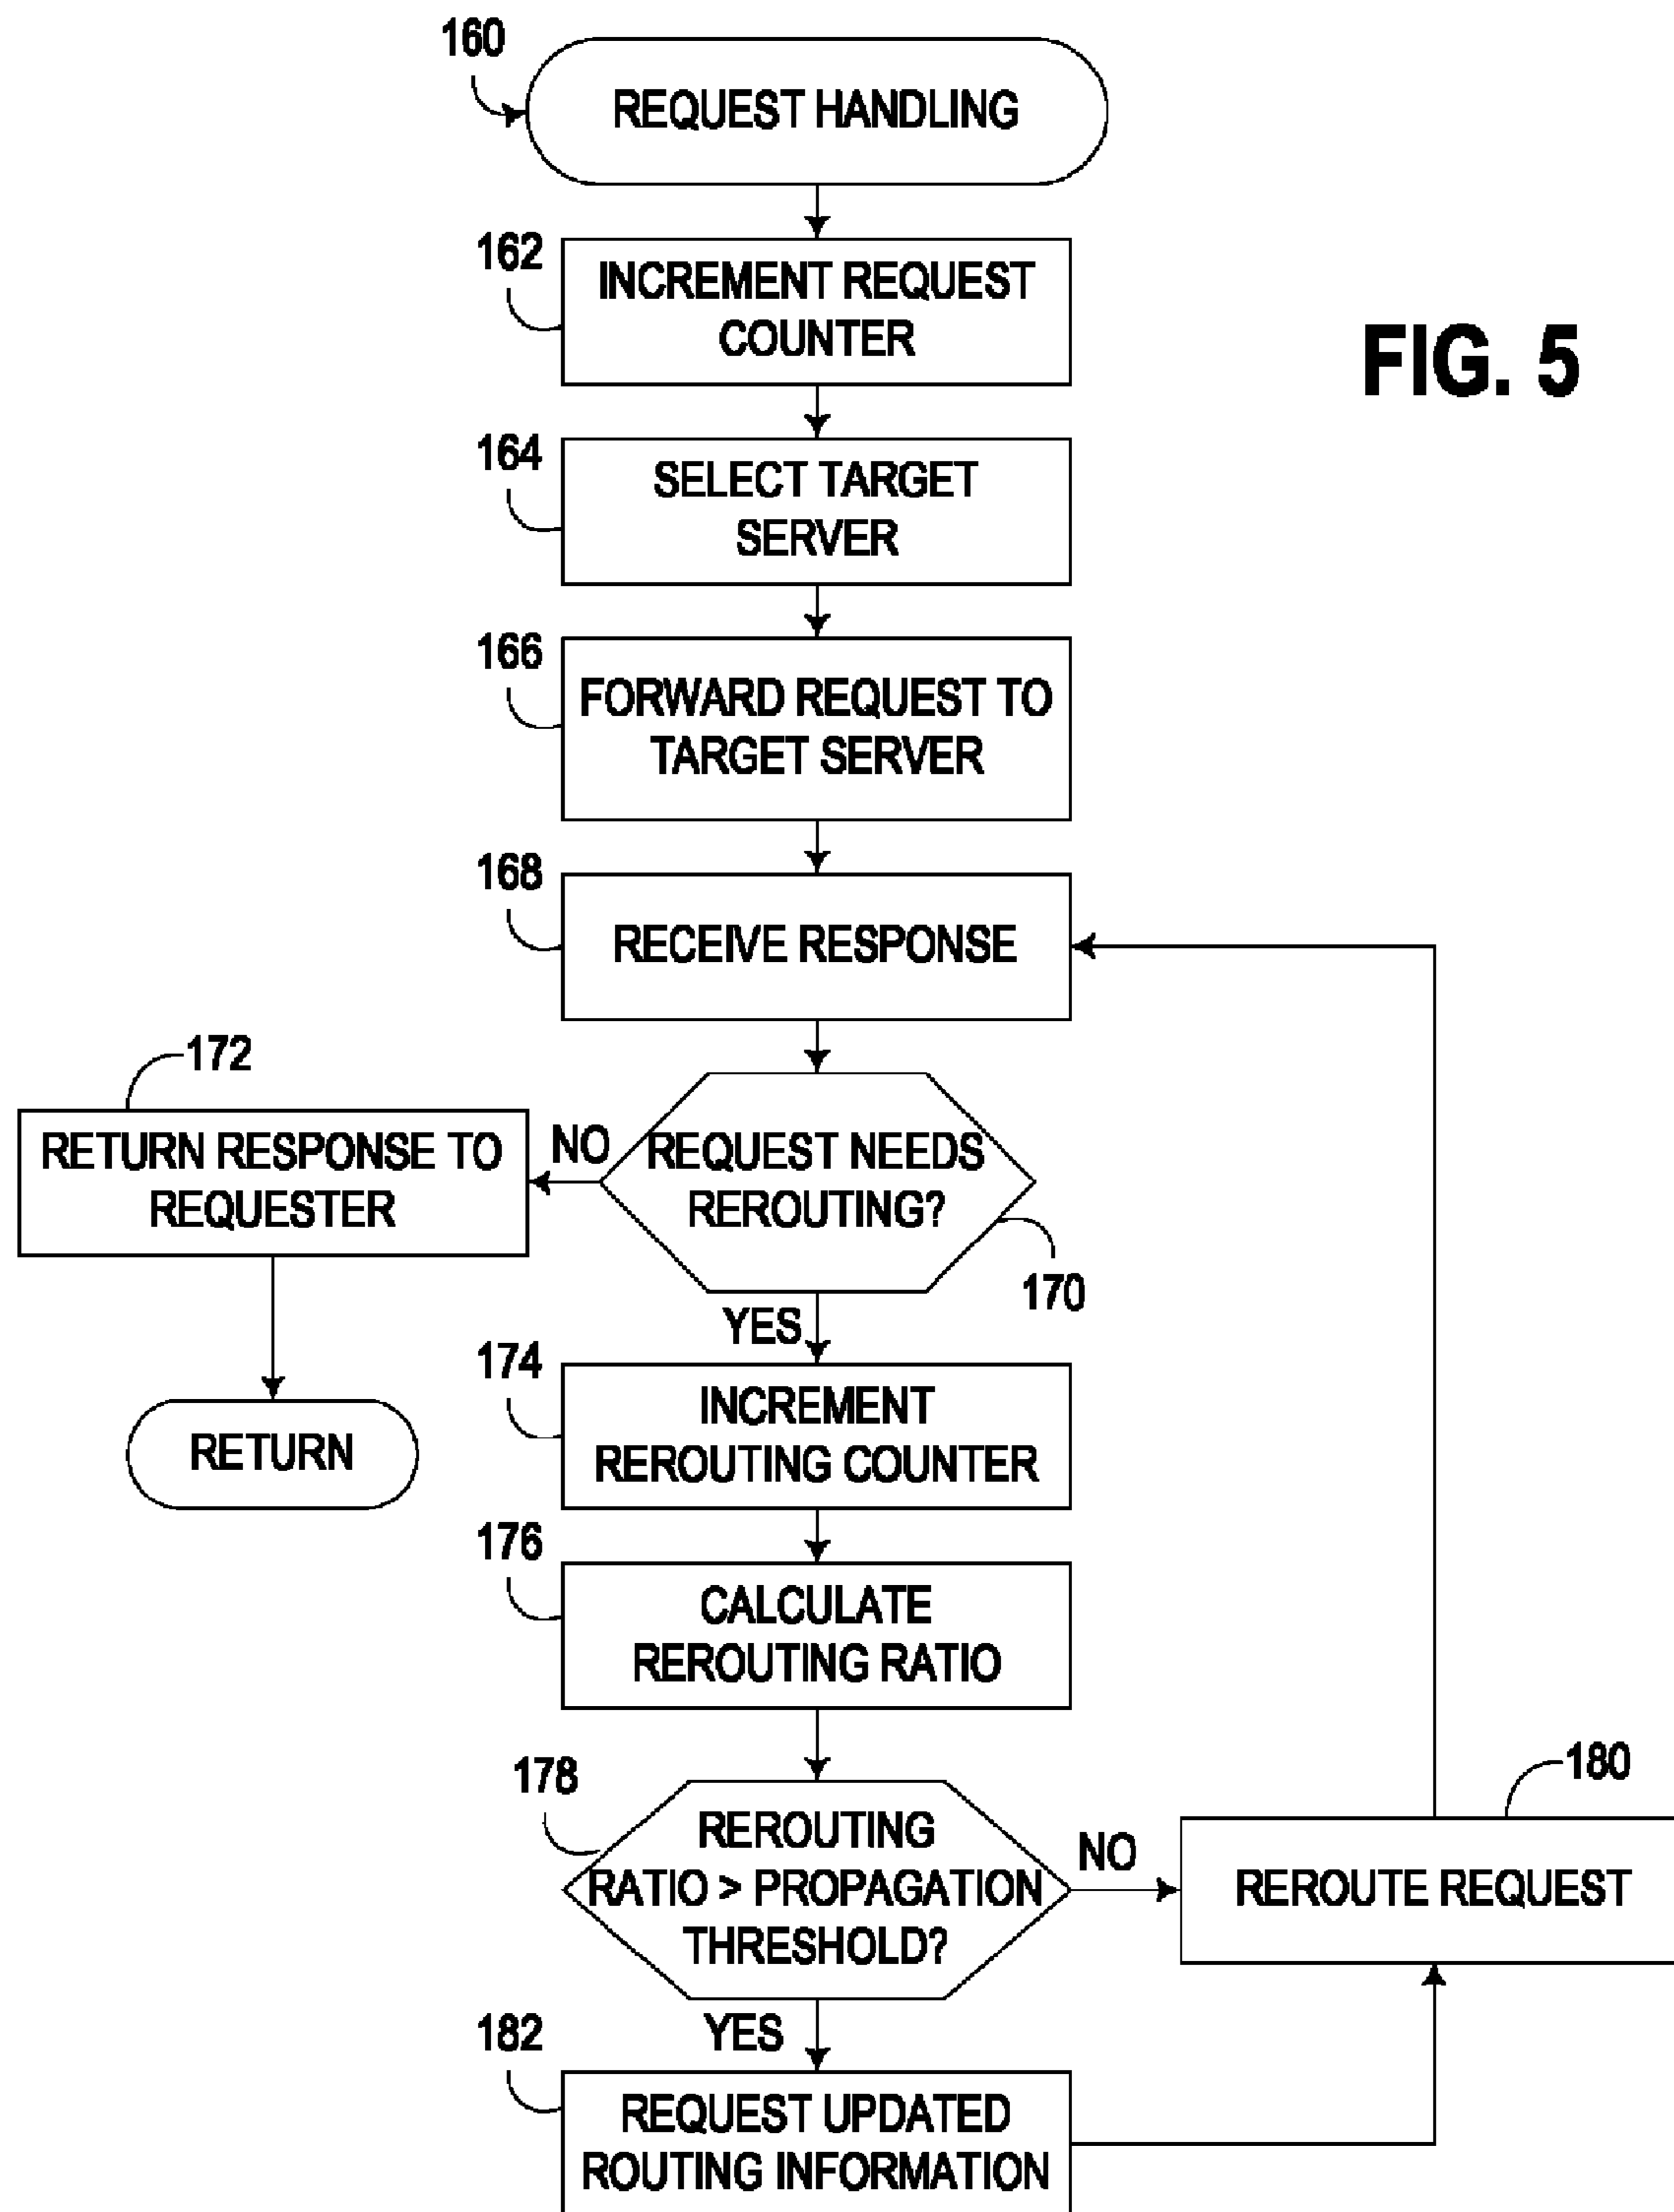 160
REQUEST HANDLING
162
INCREMENT REQUEST
COUNTER
FIG. 5
164
SELECT TARGET
SERVER
166
FORWARD REQUEST TO
TARGET SERVER
168
RECEIVE RESPONSE
172
RETURN RESPONSE TO
REQUESTER
NO
REQUEST NEEDS
REROUTING?
170
YES
RETURN
174
INCREMENT
REROUTING COUNTER
176
CALCULATE
REROUTING RATIO
178
REROUTING
RATIO > PROPAGATION
THRESHOLD?
NO
180
REROUTE REQUEST
YES
182
REQUEST UPDATED
ROUTING INFORMATION